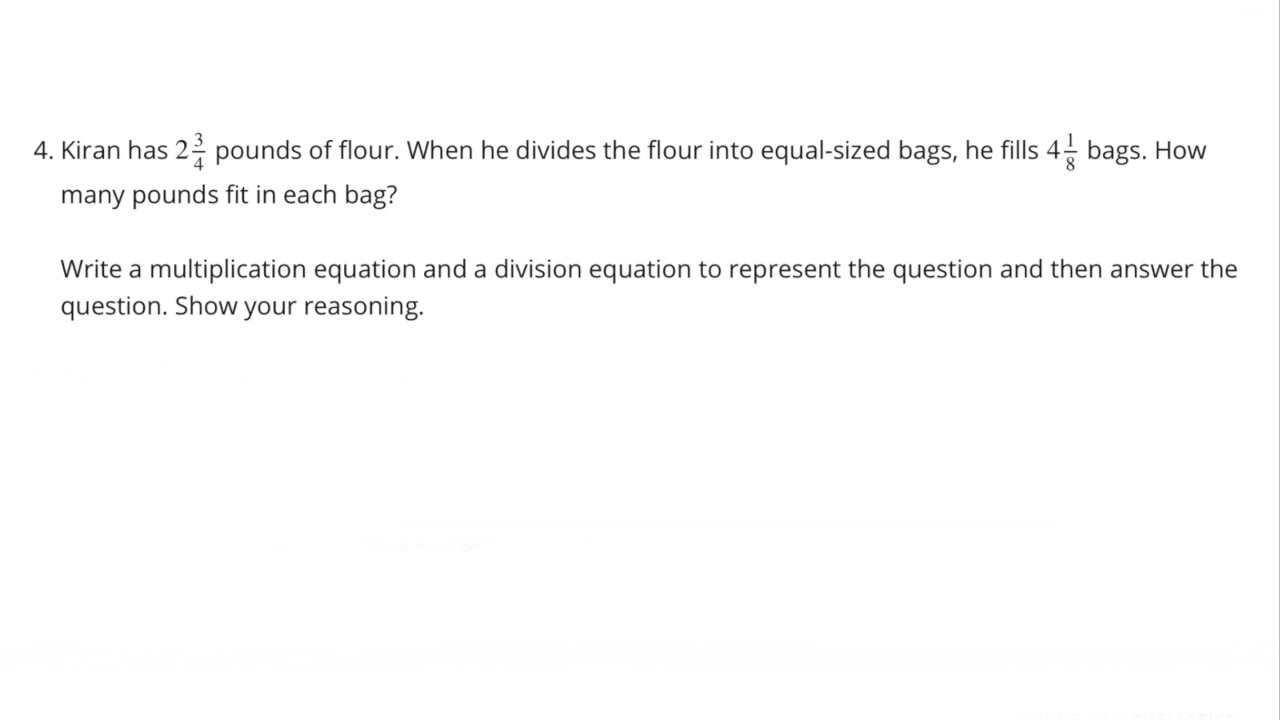 4. Kiran has 2 3/4 pounds of flour. When he divides the flour into equal-sized bags, he fills 4 1/8 bags. How
many pounds fit in each bag?
Write a multiplication equation and a division equation to represent the question and then answer the
question. Show your reasoning.